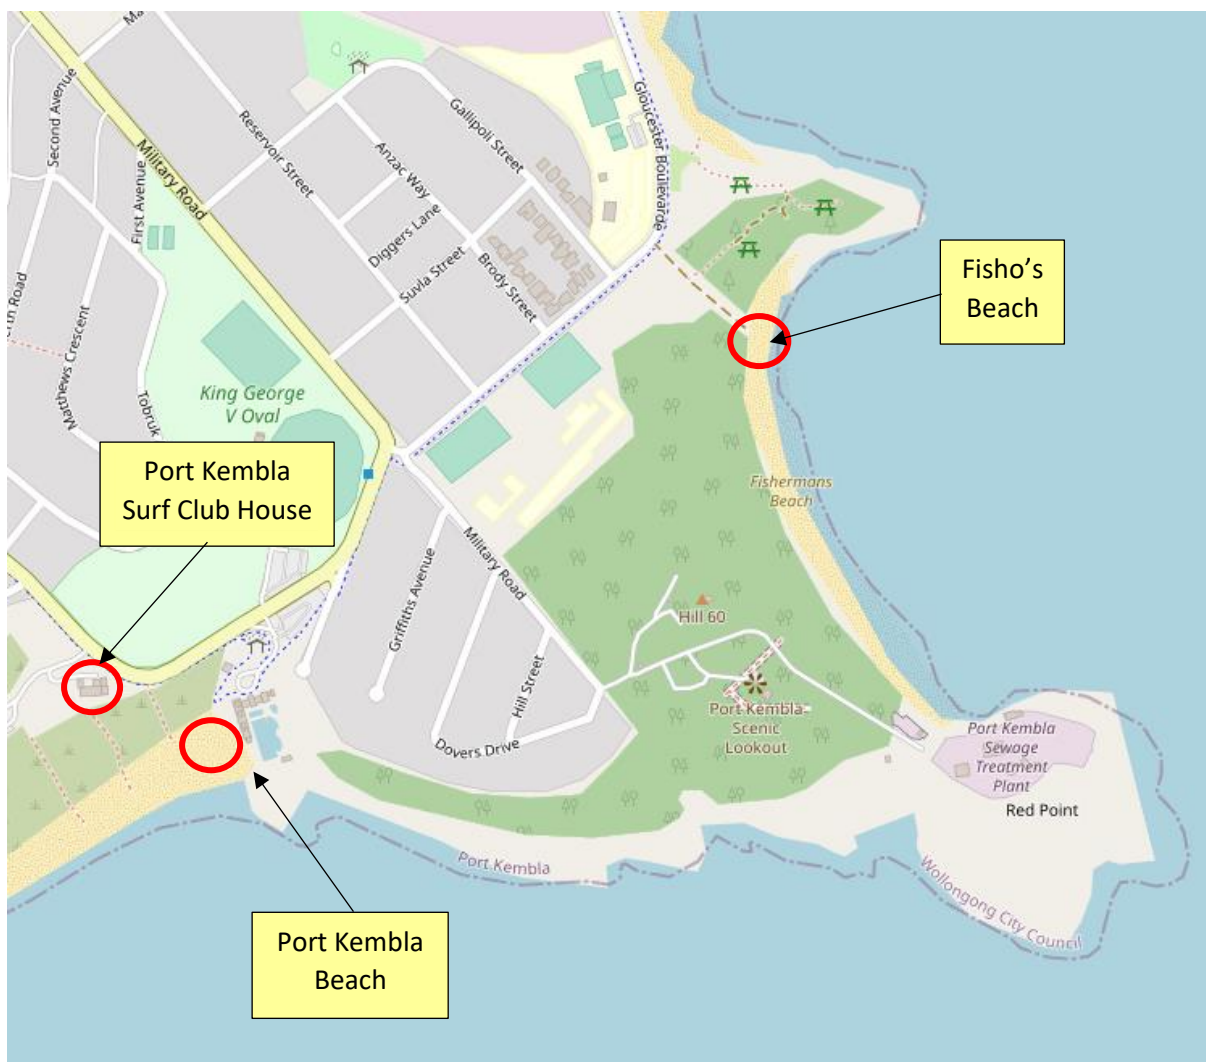 Ma
Second Avenue
Military Road
First Avenue
Reservoir Street
Gallipoli Street
Anzac Way
Diggers Lane
Suvla Street
Brody Street
Gloucester Boulevarde
Fisho's
Beach
Matthews Crescent
Tobruk
King George
V Oval
Port Kembla
Surf Club House
Fishermans
Beach
Griffiths Avenue
Military Road
Hill 60
Hill Street
Dovers Drive
Port Kembla
Scenic
Lookout
Port Kembla
Sewage
Treatment
Plant
Red Point
Port Kembla
Wollongong City Council
Port Kembla
Beach